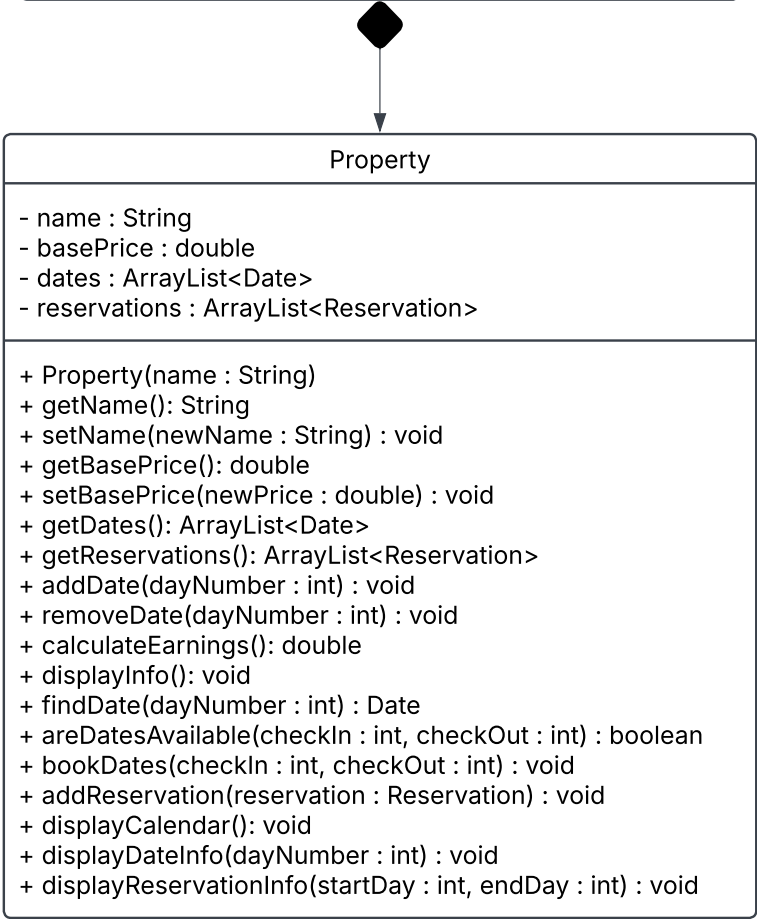 Property
- name : String
- basePrice : double
- dates : ArrayList<Date>
- reservations : ArrayList<Reservation>
+ Property(name : String)
+ getName(): String
+ setName(newName : String) : void
+ getBasePrice(): double
+ setBasePrice(newPrice : double) : void
+ getDates(): ArrayList<Date>
+ getReservations(): ArrayList<Reservation>
+ addDate(dayNumber : int) : void
+ removeDate(dayNumber : int) : void
+ calculateEarnings(): double
+ displayInfo(): void
+ findDate(dayNumber : int) : Date
+ areDatesAvailable(checkIn : int, checkOut : int) : boolean
+ bookDates(checkIn : int, checkOut : int) : void
+ addReservation(reservation : Reservation) : void
+ displayCalendar(): void
+ displayDateInfo(dayNumber : int) : void
+ displayReservationInfo(startDay : int, endDay : int) : void